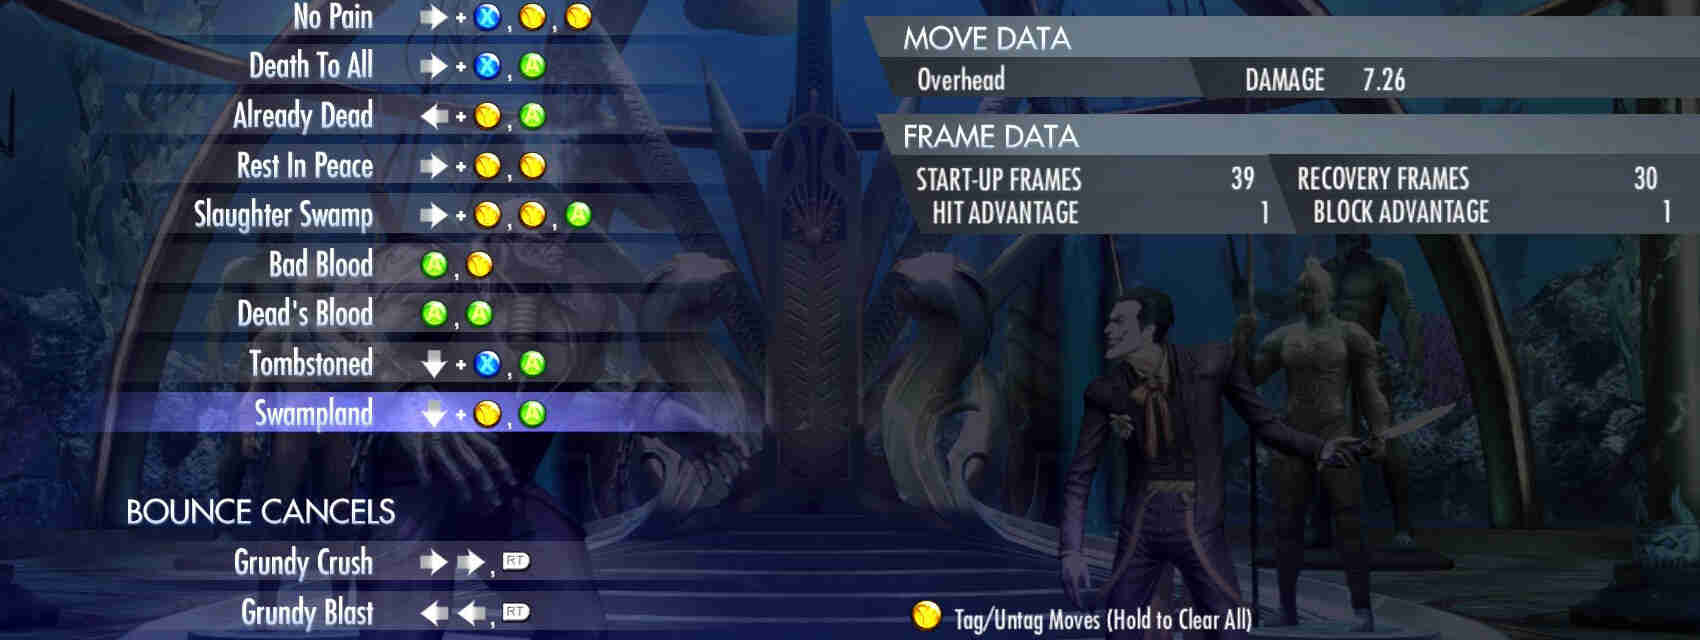 No Pain → + X , Y , Y
Death To All → + X , A
Already Dead ← + Y , A
Rest In Peace → + Y , Y
Slaughter Swamp → + Y , Y , A
Bad Blood A , Y
Dead's Blood A , A
Tombstoned ↓ + X , A
Swampland ↓ + Y , A
BOUNCE CANCELS
Grundy Crush → → , RT
Grundy Blast ← ← , RT
MOVE DATA
Overhead DAMAGE 7.26
FRAME DATA
START-UP FRAMES 39 RECOVERY FRAMES 30
HIT ADVANTAGE 1 BLOCK ADVANTAGE 1
Y Tag/Untag Moves (Hold to Clear All)